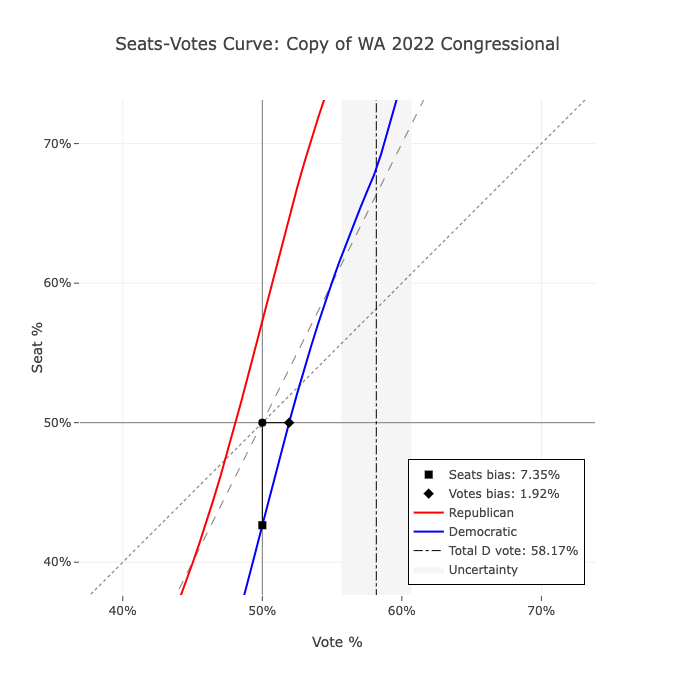 Seats-Votes Curve: Copy of WA 2022 Congressional
70%
60%
50%
40%
Seat %
Seats bias: 7.35%
Votes bias: 1.92%
Republican
Democratic
Total D vote: 58.17%
Uncertainty
40%
50%
60%
70%
Vote %